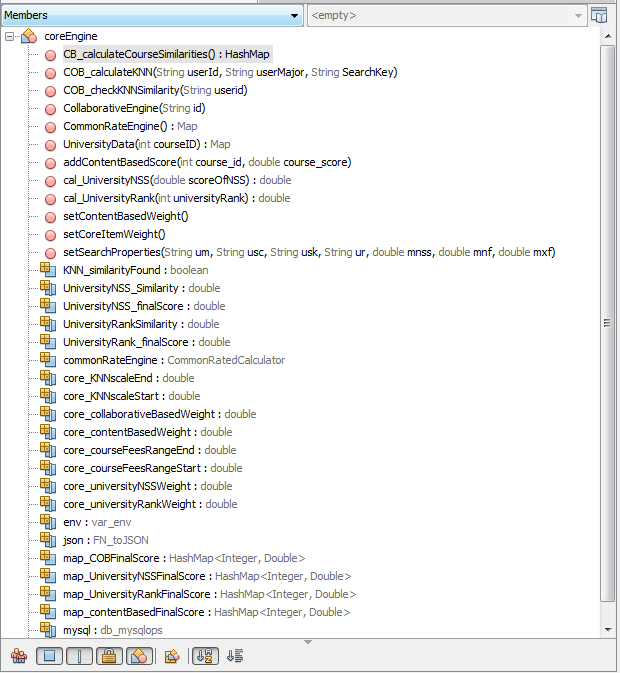 Members
<empty>
coreEngine
CB_calculateCourseSimilarities() : HashMap
COB_calculateKNN(String userId, String userMajor, String SearchKey)
COB_checkKNNSimilarity(String userid)
CollaborativeEngine(String id)
CommonRateEngine() : Map
UniversityData(int courseID) : Map
addContentBasedScore(int course_id, double course_score)
cal_UniversityNSS(double scoreOfNSS) : double
cal_UniversityRank(int universityRank) : double
setContentBasedWeight()
setCoreItemWeight()
setSearchProperties(String um, String usc, String usk, String ur, double mnss, double mnf, double mxf)
KNN_similarityFound : boolean
UniversityNSS_Similarity : double
UniversityNSS_finalScore : double
UniversityRankSimilarity : double
UniversityRank_finalScore : double
commonRateEngine : CommonRatedCalculator
core_KNNscaleEnd : double
core_KNNscaleStart : double
core_collaborativeBasedWeight : double
core_contentBasedWeight : double
core_courseFeesRangeEnd : double
core_courseFeesRangeStart : double
core_universityNSSWeight : double
core_universityRankWeight : double
env : var_env
json : FN_toJSON
map_COBFinalScore : HashMap<Integer, Double>
map_UniversityNSSFinalScore : HashMap<Integer, Double>
map_UniversityRankFinalScore : HashMap<Integer, Double>
map_contentBasedFinalScore : HashMap<Integer, Double>
mysql : db_mysqlops